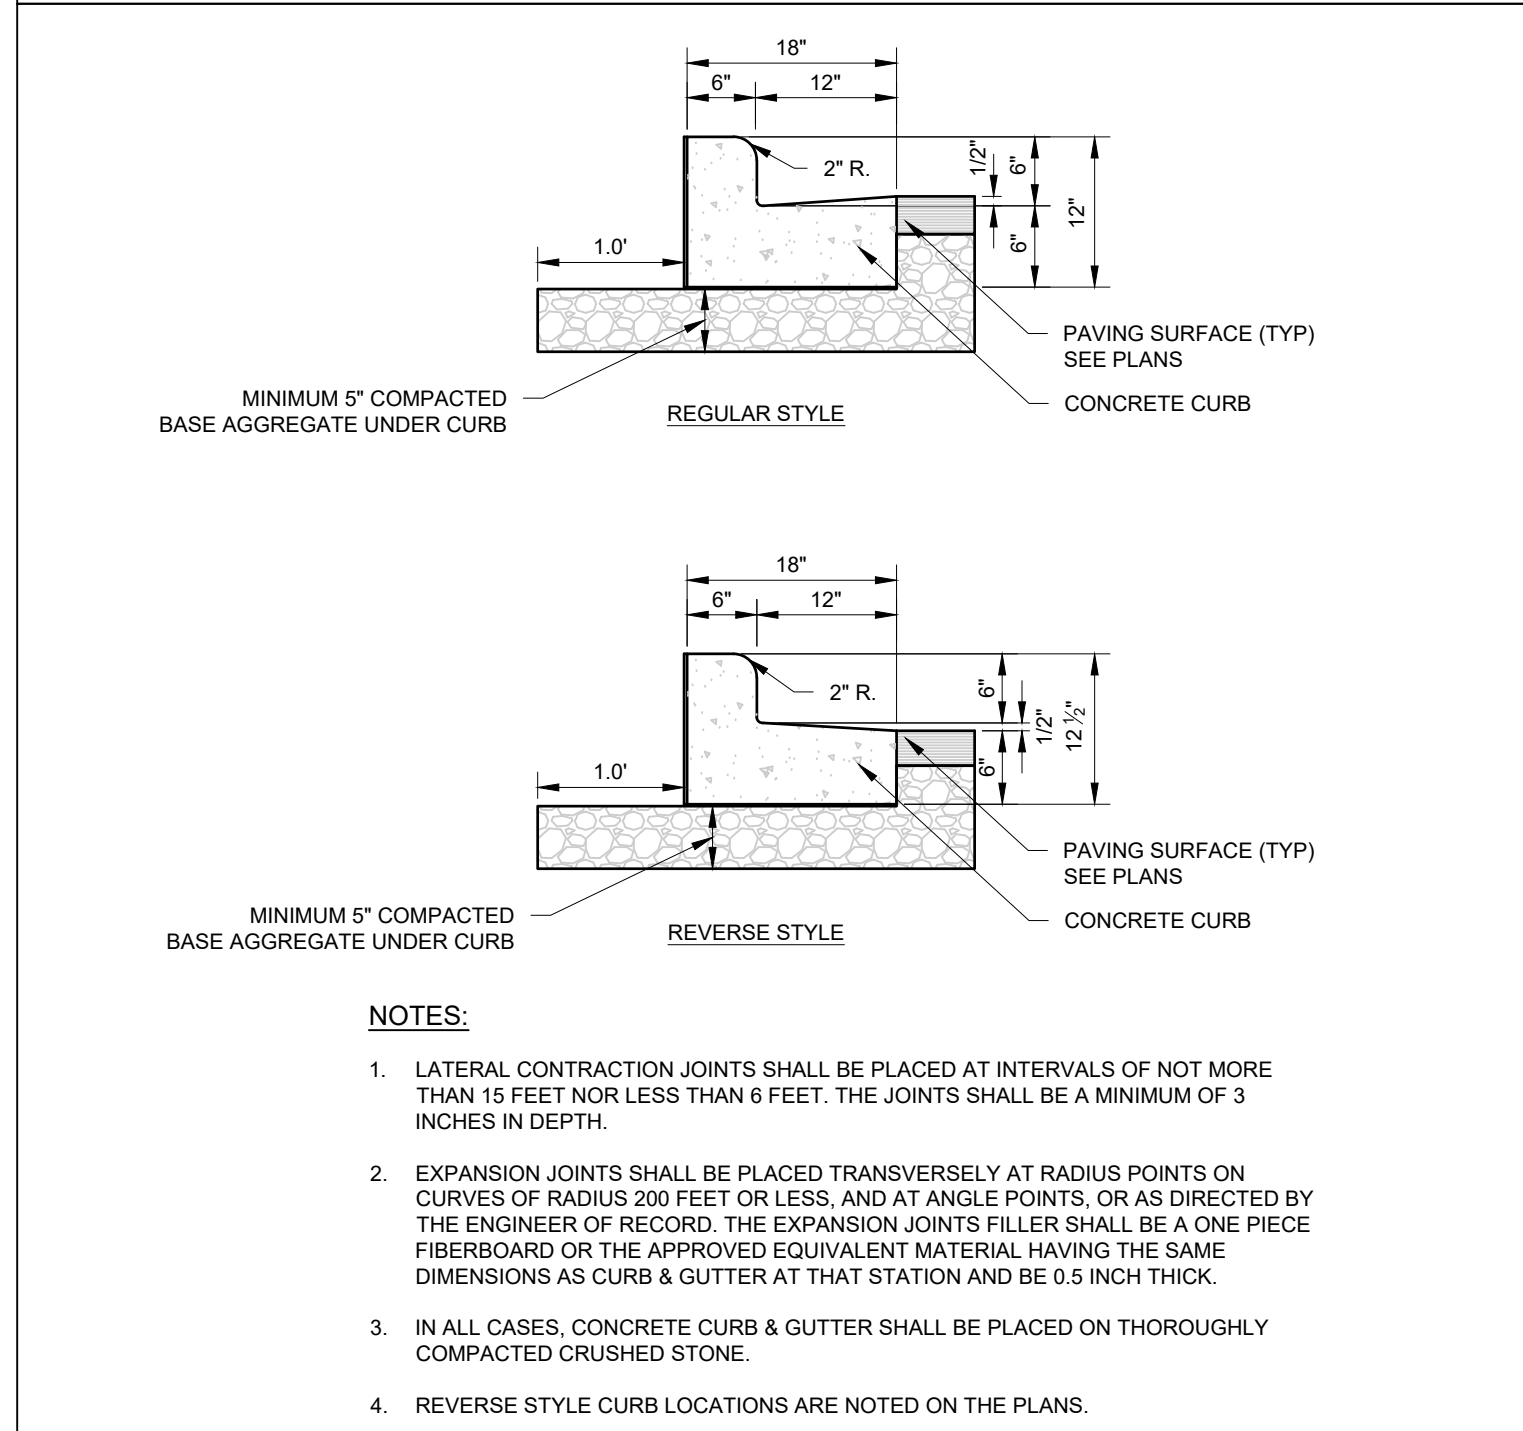 18"
6" 12"
2" R.
1/2"
6"
12"
6"
1.0'
PAVING SURFACE (TYP)
SEE PLANS
CONCRETE CURB
MINIMUM 5" COMPACTED
BASE AGGREGATE UNDER CURB
REGULAR STYLE
18"
6" 12"
2" R.
6"
1/2"
12 ½"
6"
1.0'
PAVING SURFACE (TYP)
SEE PLANS
CONCRETE CURB
MINIMUM 5" COMPACTED
BASE AGGREGATE UNDER CURB
REVERSE STYLE
NOTES:
1. LATERAL CONTRACTION JOINTS SHALL BE PLACED AT INTERVALS OF NOT MORE
THAN 15 FEET NOR LESS THAN 6 FEET. THE JOINTS SHALL BE A MINIMUM OF 3
INCHES IN DEPTH.
2. EXPANSION JOINTS SHALL BE PLACED TRANSVERSELY AT RADIUS POINTS ON
CURVES OF RADIUS 200 FEET OR LESS, AND AT ANGLE POINTS, OR AS DIRECTED BY
THE ENGINEER OF RECORD. THE EXPANSION JOINTS FILLER SHALL BE A ONE PIECE
FIBERBOARD OR THE APPROVED EQUIVALENT MATERIAL HAVING THE SAME
DIMENSIONS AS CURB & GUTTER AT THAT STATION AND BE 0.5 INCH THICK.
3. IN ALL CASES, CONCRETE CURB & GUTTER SHALL BE PLACED ON THOROUGHLY
COMPACTED CRUSHED STONE.
4. REVERSE STYLE CURB LOCATIONS ARE NOTED ON THE PLANS.